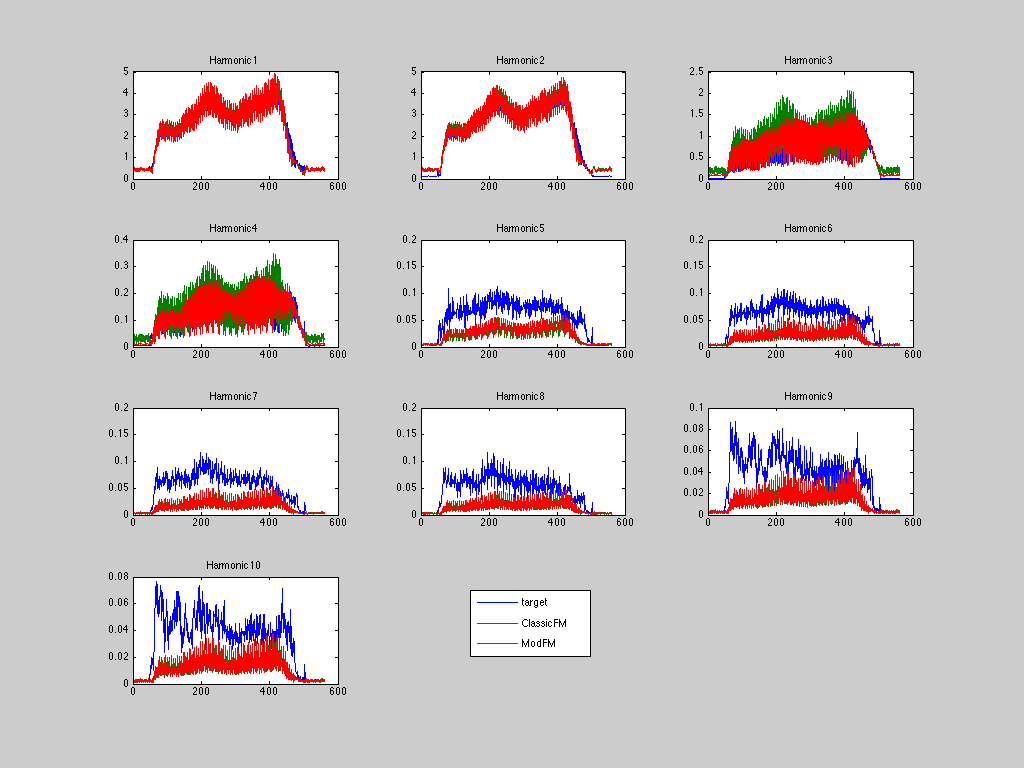 Harmonic1
Harmonic2
Harmonic3
5
4
3
2
1
0
0 200 400 600
5
4
3
2
1
0
0 200 400 600
2.5
2
1.5
1
0.5
0
0 200 400 600
Harmonic4
Harmonic5
Harmonic6
0.4
0.3
0.2
0.1
0
0 200 400 600
0.2
0.15
0.1
0.05
0
0 200 400 600
0.2
0.15
0.1
0.05
0
0 200 400 600
Harmonic7
Harmonic8
Harmonic9
0.2
0.15
0.1
0.05
0
0 200 400 600
0.2
0.15
0.1
0.05
0
0 200 400 600
0.1
0.08
0.06
0.04
0.02
0
0 200 400 600
Harmonic10
0.08
0.06
0.04
0.02
0
0 200 400 600
target
ClassicFM
ModFM